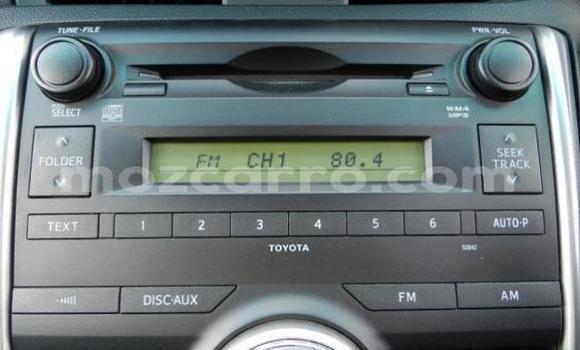 TUNE·FILE
PWR·VOL
PUSH SELECT
WMA
MP3
FM CH1 80.4
FOLDER
SEEK
TRACK
mozcarro.com
TEXT 1 2 3 4 5 6 AUTO·P
TOYOTA
DISC·AUX FM AM